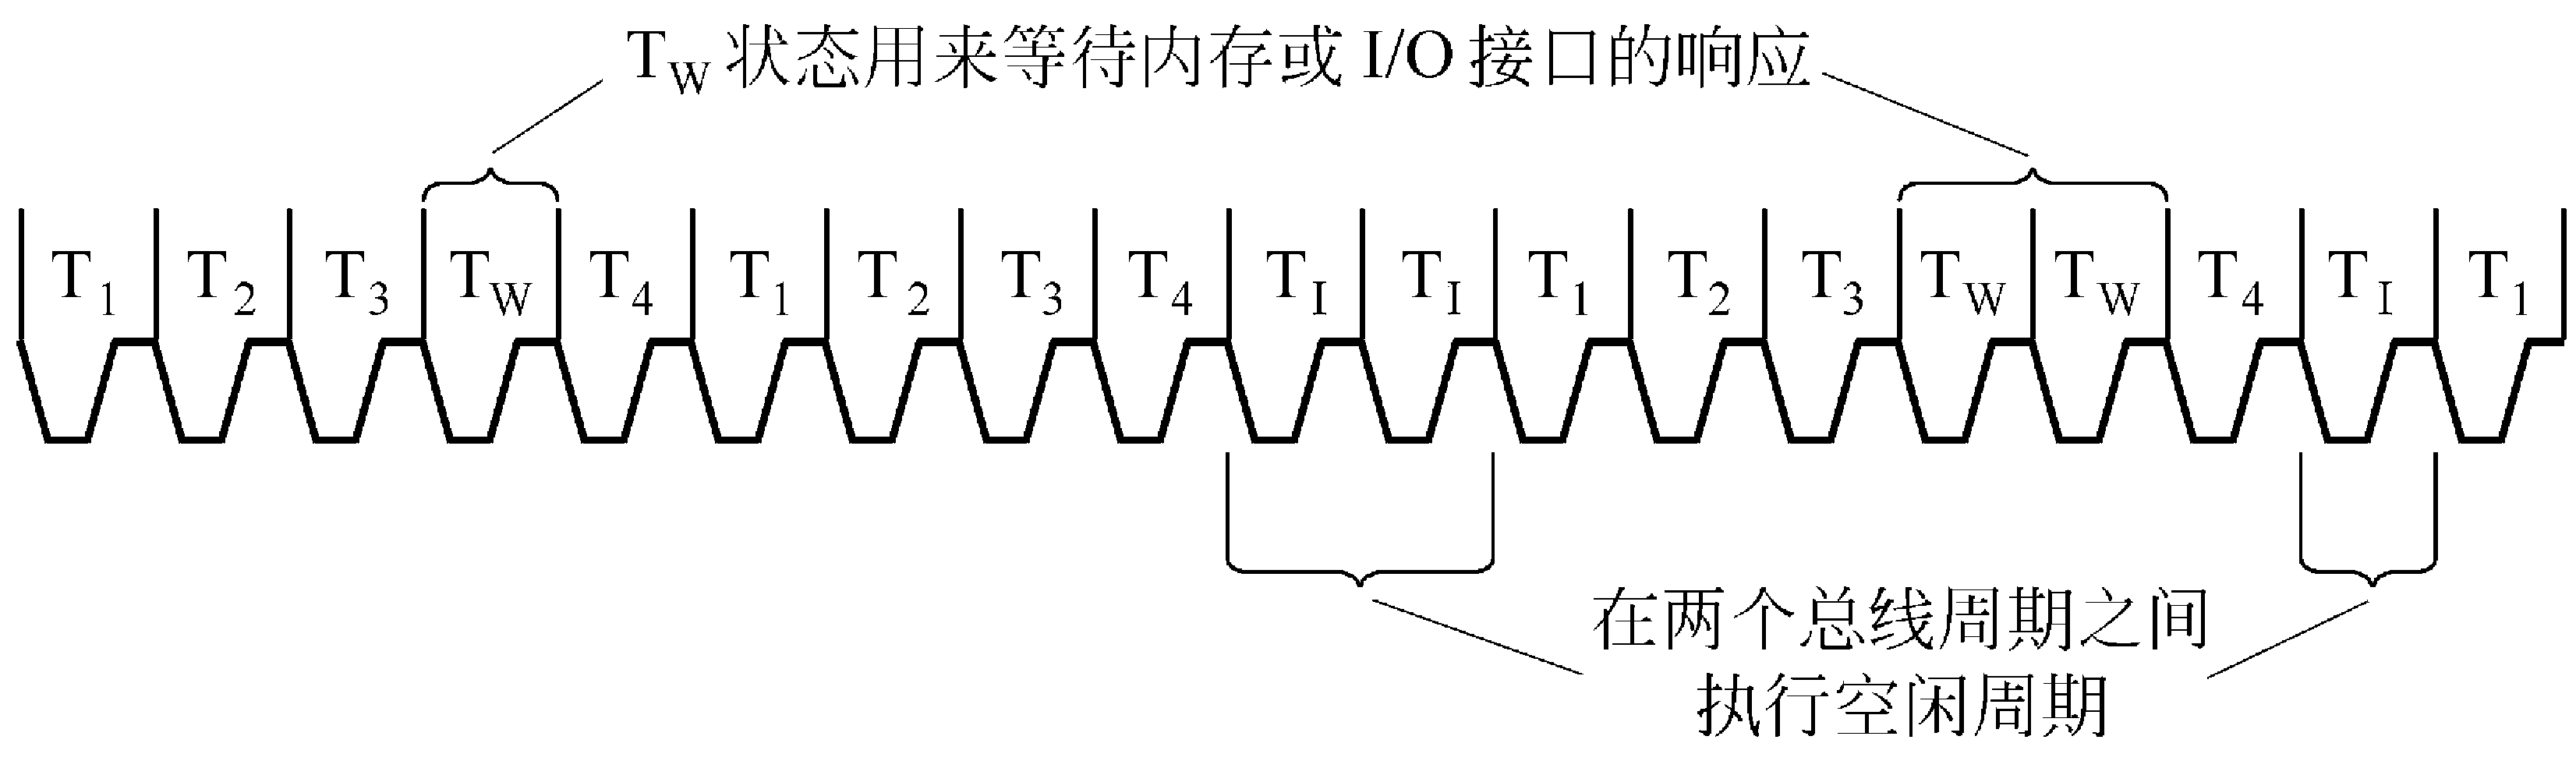 T_W 状态用来等待内存或 I/O 接口的响应
T_1 T_2 T_3 T_W T_4 T_1 T_2 T_3 T_4 T_I T_I T_1 T_2 T_3 T_W T_W T_4 T_I T_1
在两个总线周期之间
执行空闲周期